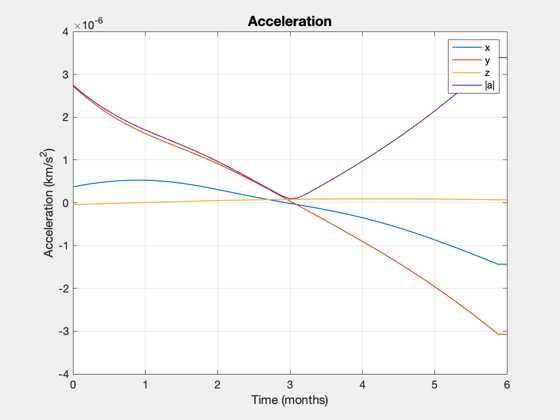 Acceleration
×10-6
4
3
2
1
0
-1
-2
-3
-4
Acceleration (km/s2)
x
y
z
|a|
0 1 2 3 4 5 6
Time (months)